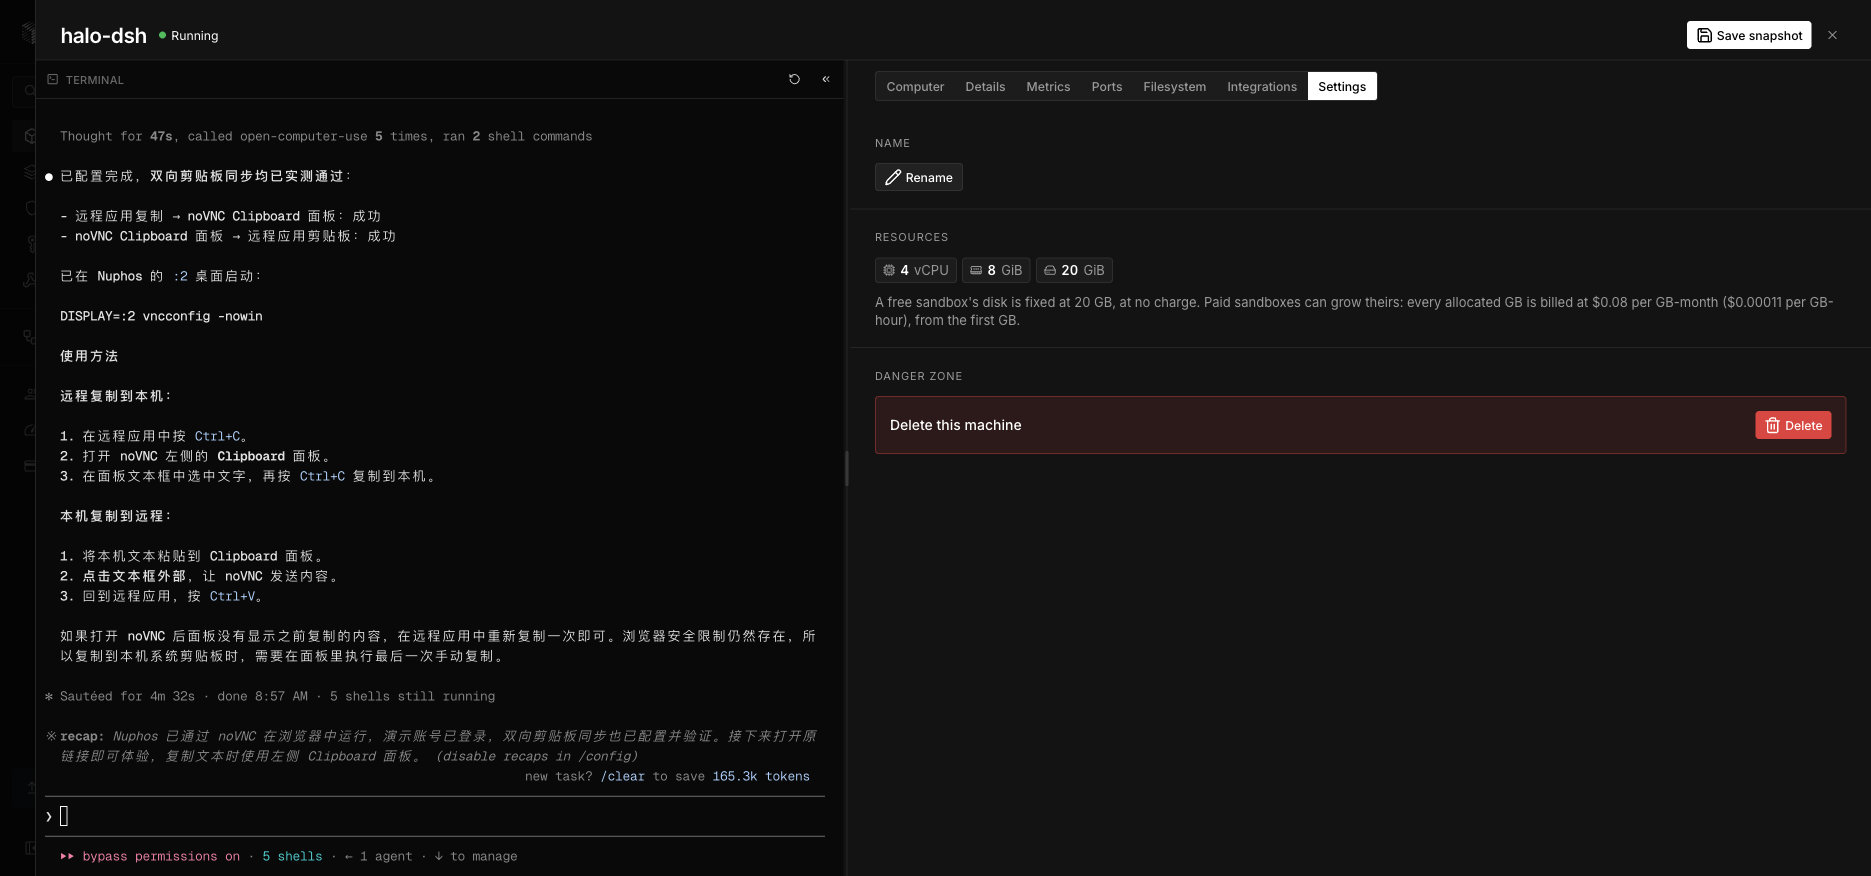 halo-dsh
Running
Save snapshot
TERMINAL
Thought for 47s, called open-computer-use 5 times, ran 2 shell commands
已配置完成，双向剪贴板同步均已实测通过：
- 远程应用复制 → noVNC Clipboard 面板：成功
- noVNC Clipboard 面板 → 远程应用剪贴板：成功
已在 Nuphos 的 :2 桌面启动：
DISPLAY=:2 vncconfig -nowin
使用方法
远程复制到本机：
1. 在远程应用中按 Ctrl+C。
2. 打开 noVNC 左侧的 Clipboard 面板。
3. 在面板文本框中选中文字，再按 Ctrl+C 复制到本机。
本机复制到远程：
1. 将本机文本粘贴到 Clipboard 面板。
2. 点击文本框外部，让 noVNC 发送内容。
3. 回到远程应用，按 Ctrl+V。
如果打开 noVNC 后面板没有显示之前复制的内容，在远程应用中重新复制一次即可。浏览器安全限制仍然存在，所
以复制到本机系统剪贴板时，需要在面板里执行最后一次手动复制。
✻ Sautéed for 4m 32s · done 8:57 AM · 5 shells still running
※ recap: Nuphos 已通过 noVNC 在浏览器中运行，演示账号已登录，双向剪贴板同步也已配置并验证。接下来打开原
链接即可体验，复制文本时使用左侧 Clipboard 面板。 (disable recaps in /config)
new task? /clear to save 165.3k tokens
❯
bypass permissions on · 5 shells · ← 1 agent · ↓ to manage
Computer Details Metrics Ports Filesystem Integrations Settings
NAME
Rename
RESOURCES
4 vCPU 8 GiB 20 GiB
A free sandbox's disk is fixed at 20 GB, at no charge. Paid sandboxes can grow theirs: every allocated GB is billed at $0.08 per GB-month ($0.00011 per GB-
hour), from the first GB.
DANGER ZONE
Delete this machine
Delete